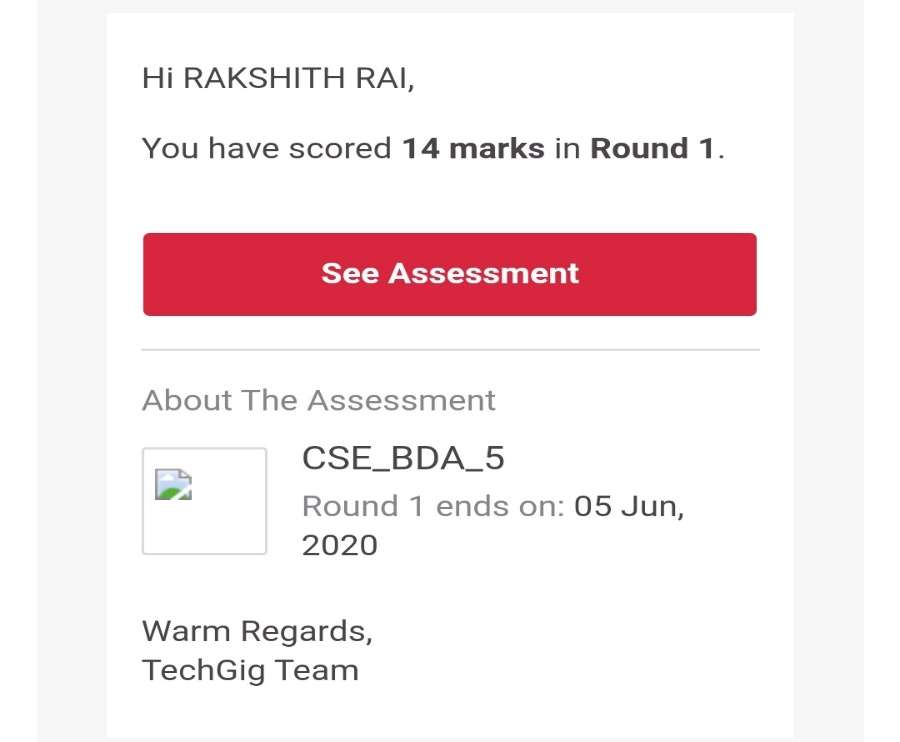 Hi RAKSHITH RAI,
You have scored 14 marks in Round 1.
See Assessment
About The Assessment
CSE_BDA_5
Round 1 ends on: 05 Jun,
2020
Warm Regards,
TechGig Team